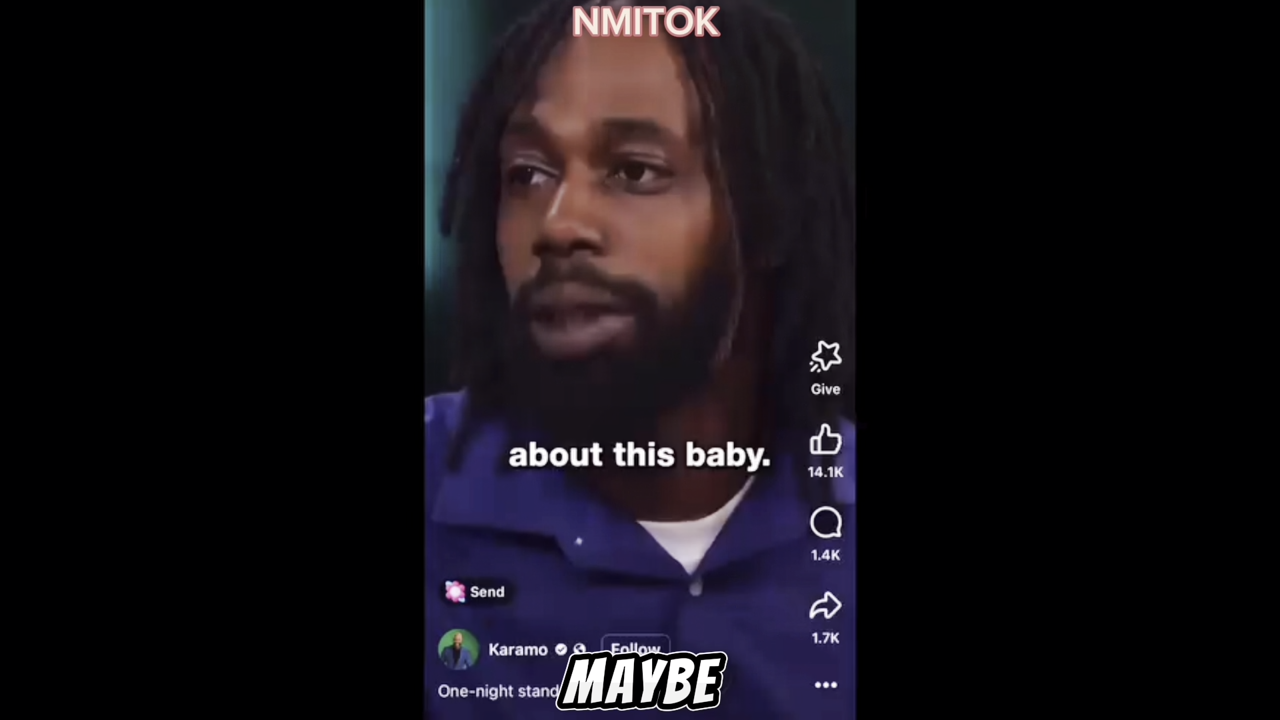 NMITOK
Give
14.1K
about this baby.
1.4K
Send
1.7K
Karamo
Follow
One-night stand
MAYBE